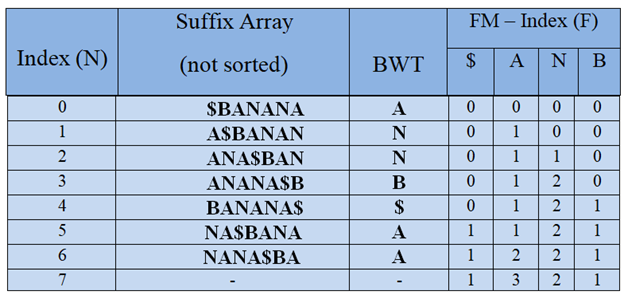 Index (N) Suffix Array (not sorted) BWT FM – Index (F)
$ A N B
0 $BANANA A 0 0 0 0
1 A$BANAN N 0 1 0 0
2 ANA$BAN N 0 1 1 0
3 ANANA$B B 0 1 2 0
4 BANANA$ $ 0 1 2 1
5 NA$BANA A 1 1 2 1
6 NANA$BA A 1 2 2 1
7 - - 1 3 2 1